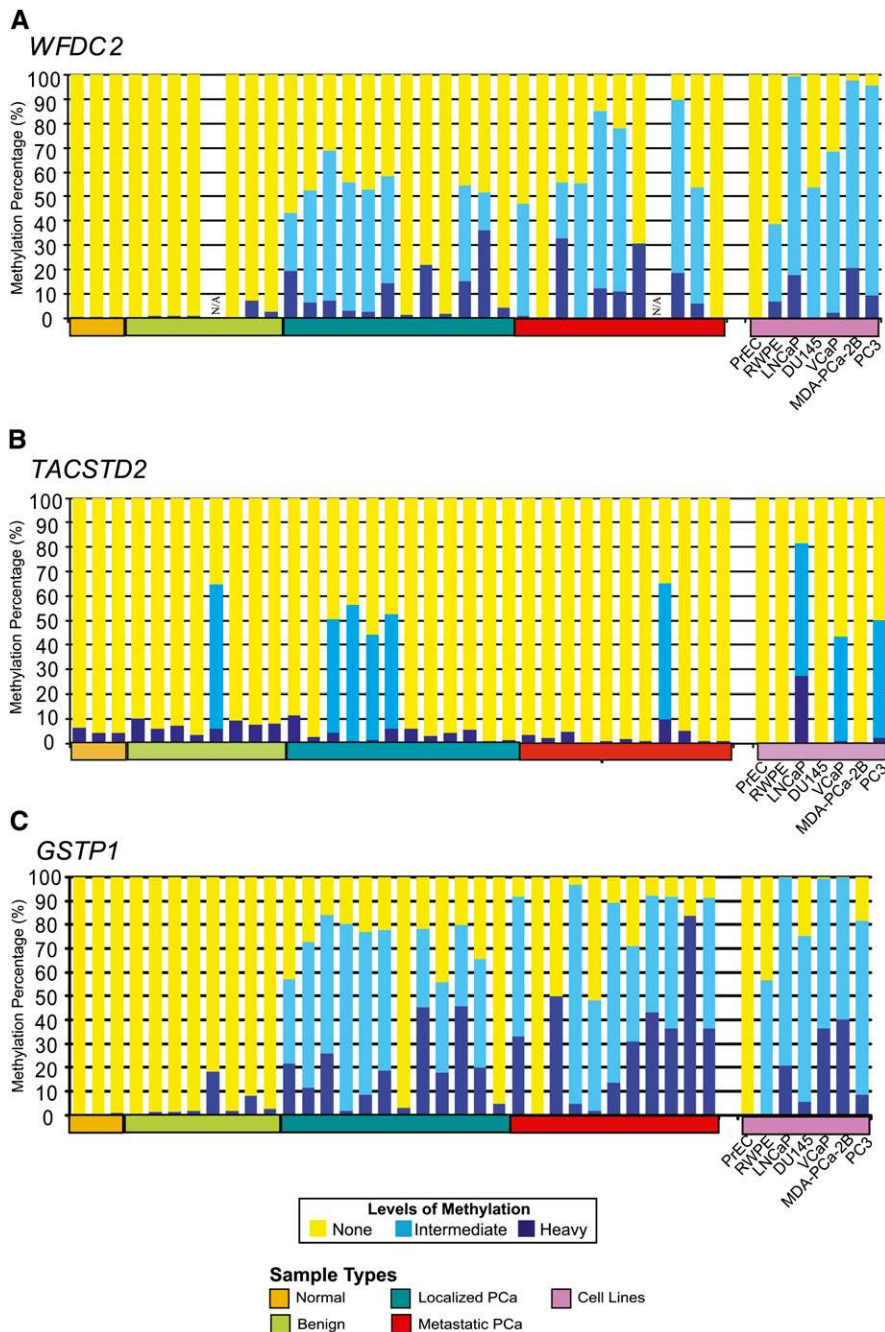 A
WFDC2
Methylation Percentage (%)
100
90
80
70
60
50
40
30
20
10
0
N/A
N/A
PrEC
RWPE
LNCaP
DU145
VCaP
MDA-PCa-2B
PC3
B
TACSTD2
Methylation Percentage (%)
100
90
80
70
60
50
40
30
20
10
0
PrEC
RWPE
LNCaP
DU145
VCaP
MDA-PCa-2B
PC3
C
GSTP1
Methylation Percentage (%)
100
90
80
70
60
50
40
30
20
10
0
PrEC
RWPE
LNCaP
DU145
VCaP
MDA-PCa-2B
PC3
Levels of Methylation
None Intermediate Heavy
Sample Types
Normal Localized PCa Cell Lines
Benign Metastatic PCa